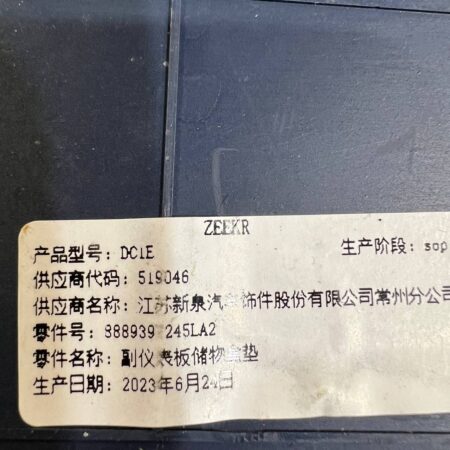 ZEEKR
产品型号: DC1E 生产阶段: sop
供应商代码: 519046
供应商名称: 江苏新泉汽 饰件股份有限公司常州分公司
零件号: 888939 245LA2
零件名称: 副仪表板储物 垫
生产日期: 2023年6月24日